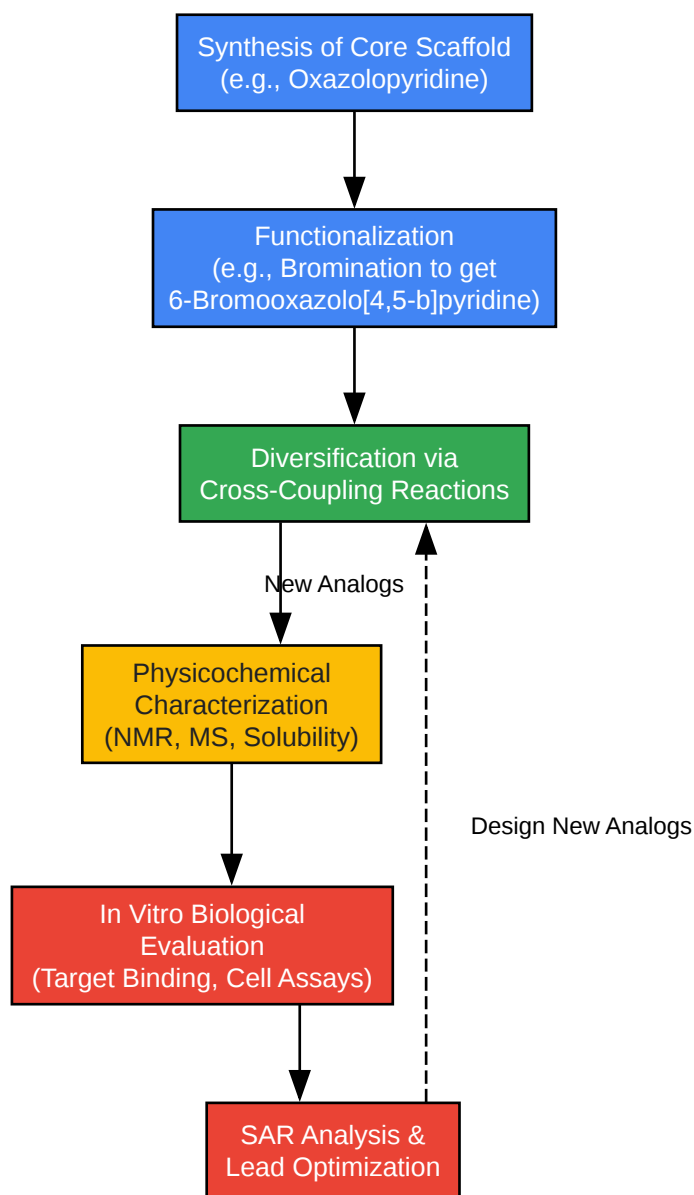 Synthesis of Core Scaffold
(e.g., Oxazolopyridine)
Functionalization
(e.g., Bromination to get
6-Bromooxazolo[4,5-b]pyridine)
Diversification via
Cross-Coupling Reactions
New Analogs
Physicochemical
Characterization
(NMR, MS, Solubility)
Design New Analogs
In Vitro Biological
Evaluation
(Target Binding, Cell Assays)
SAR Analysis &
Lead Optimization